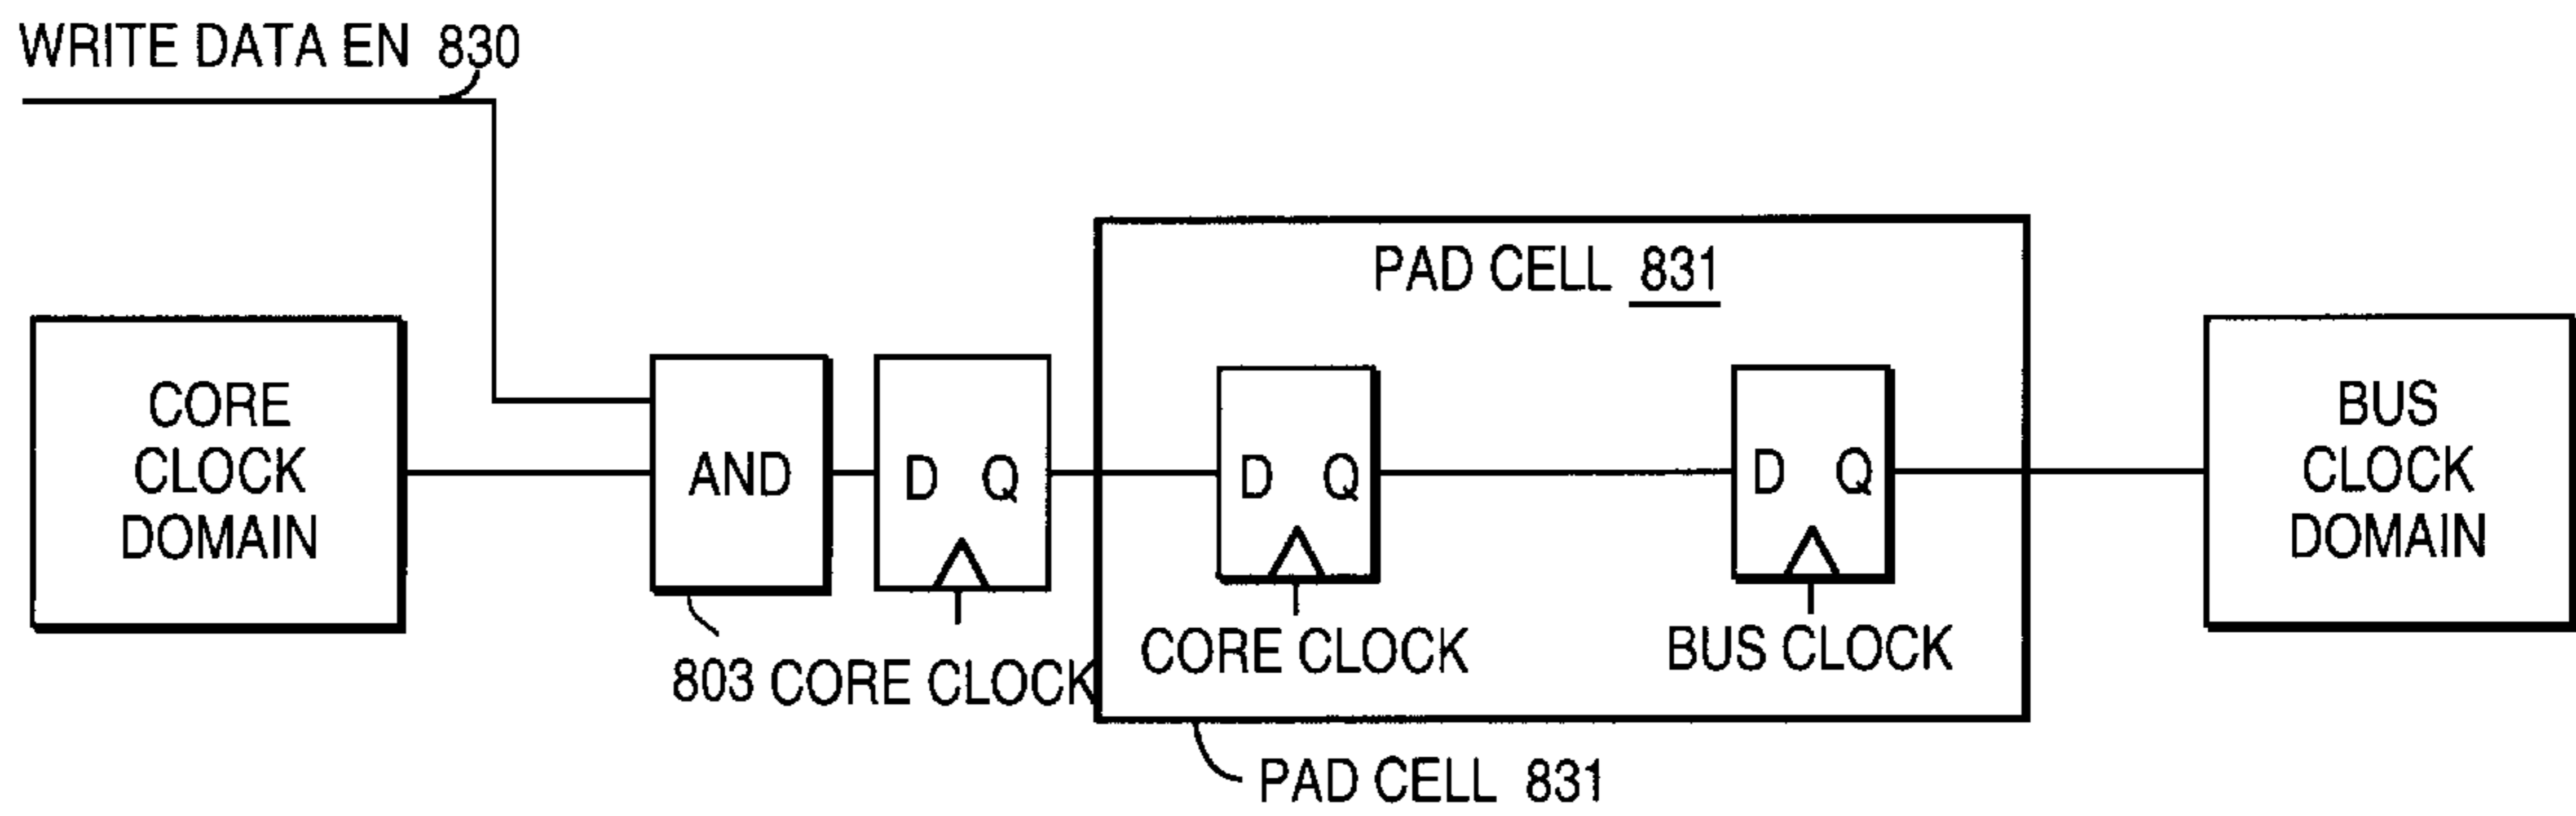 WRITE DATA EN 830
PAD CELL 831
CORE
CLOCK
DOMAIN
AND
D Q
D Q
D Q
BUS
CLOCK
DOMAIN
803 CORE CLOCK
CORE CLOCK
BUS CLOCK
PAD CELL 831